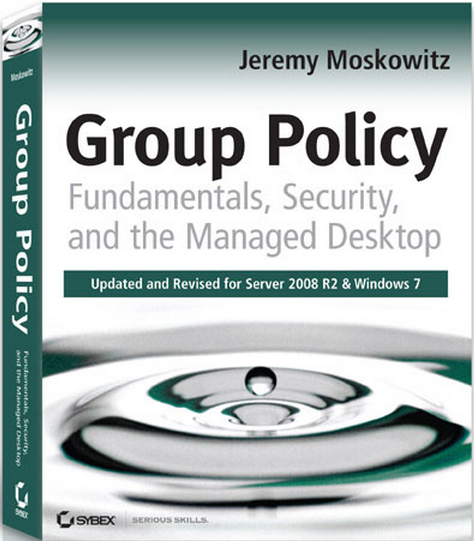 Jeremy Moskowitz
Group Policy
Fundamentals, Security,
and the Managed Desktop
Updated and Revised for Server 2008 R2 & Windows 7
SYBEX
SERIOUS SKILLS.
Moskowitz
Group Policy
Fundamentals, Security,
and the Managed Desktop
SYBEX